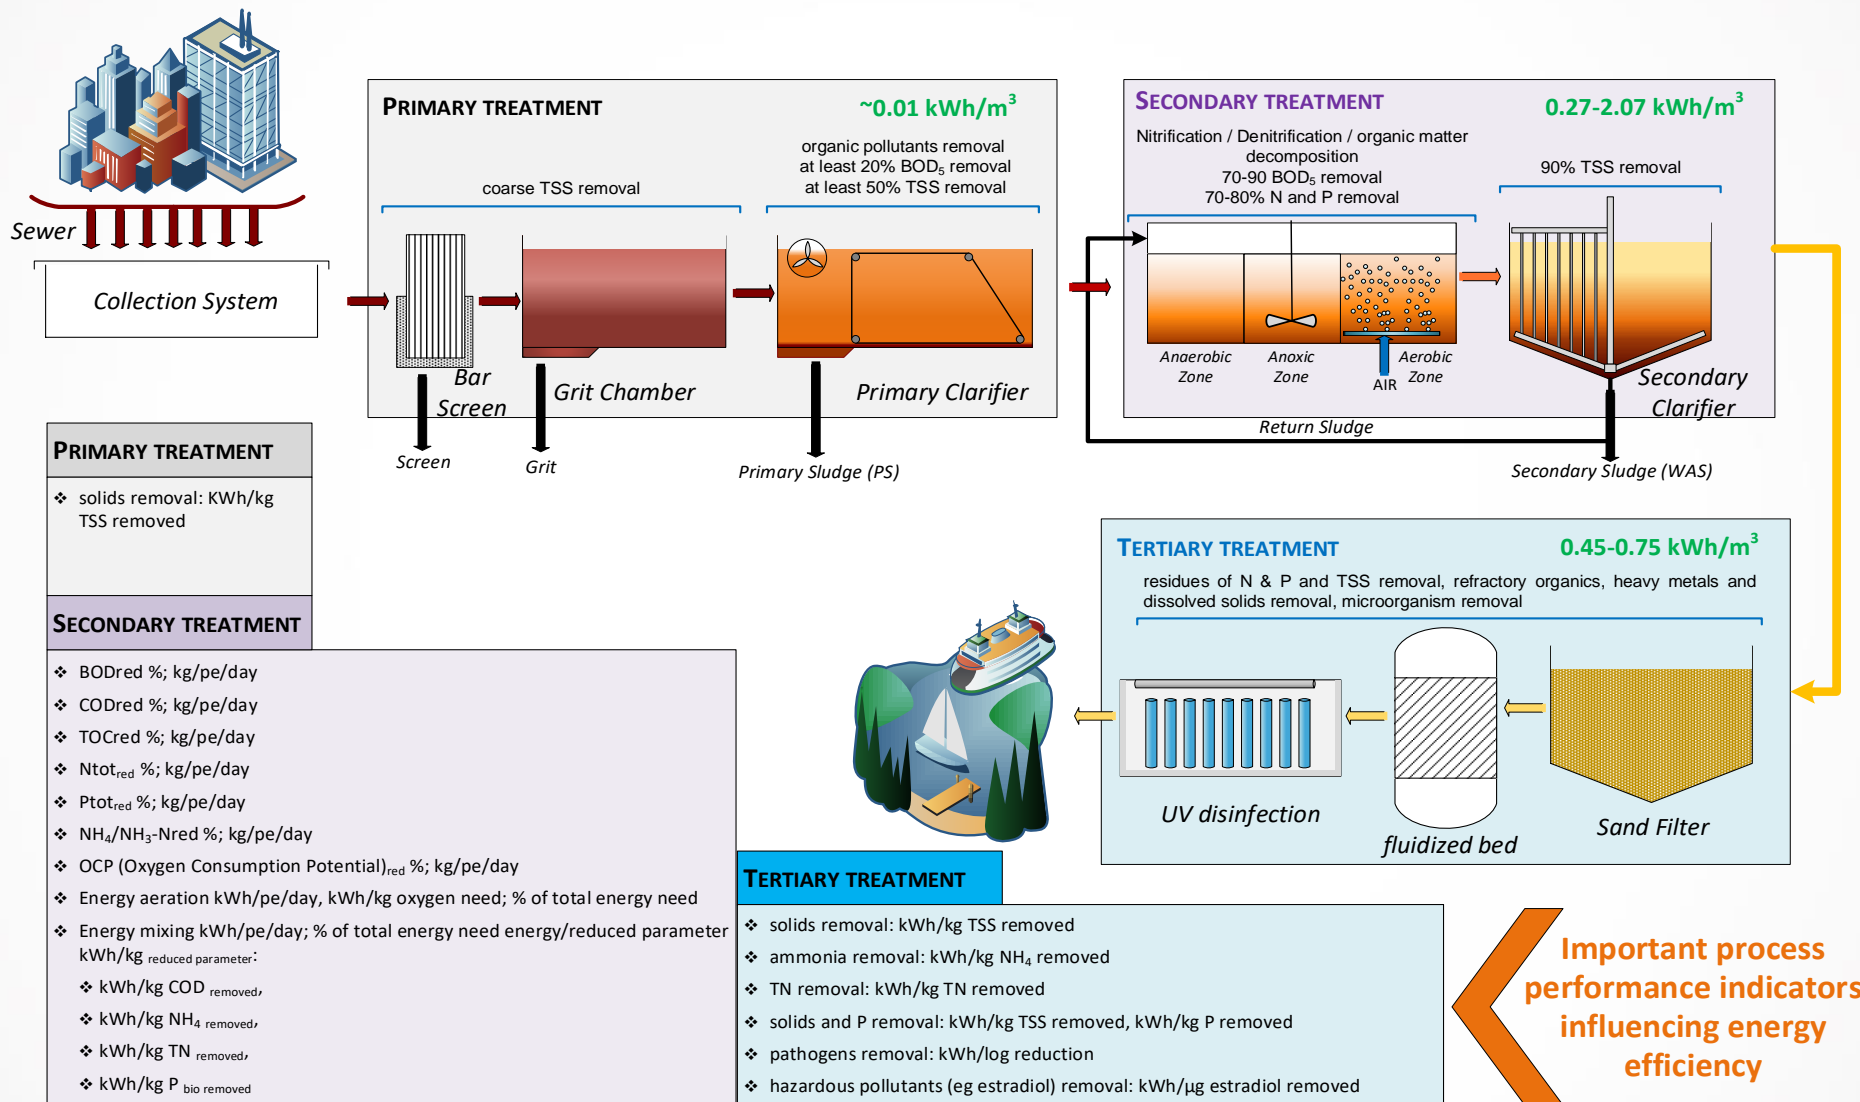 PRIMARY TREATMENT
~0.01 kWh/m³
organic pollutants removal
at least 20% BOD₅ removal
at least 50% TSS removal
coarse TSS removal
SECONDARY TREATMENT
0.27-2.07 kWh/m³
Nitrification / Denitrification / organic matter
decomposition
70-90 BOD₅ removal
70-80% N and P removal
90% TSS removal
Sewer
Collection System
Bar
Screen
Grit Chamber
Primary Clarifier
Anaerobic
Zone
Anoxic
Zone
AIR
Aerobic
Zone
Secondary
Clarifier
Return Sludge
Screen
Grit
Primary Sludge (PS)
Secondary Sludge (WAS)
PRIMARY TREATMENT
❖ solids removal: KWh/kg
TSS removed
SECONDARY TREATMENT
❖ BODred %; kg/pe/day
❖ CODred %; kg/pe/day
❖ TOCred %; kg/pe/day
❖ Ntotred %; kg/pe/day
❖ Ptotred %; kg/pe/day
❖ NH₄/NH₃-Nred %; kg/pe/day
❖ OCP (Oxygen Consumption Potential)red %; kg/pe/day
❖ Energy aeration kWh/pe/day, kWh/kg oxygen need; % of total energy need
❖ Energy mixing kWh/pe/day; % of total energy need energy/reduced parameter
kWh/kg reduced parameter:
❖ kWh/kg COD removed,
❖ kWh/kg NH₄ removed,
❖ kWh/kg TN removed,
❖ kWh/kg P bio removed
TERTIARY TREATMENT
0.45-0.75 kWh/m³
residues of N & P and TSS removal, refractory organics, heavy metals and
dissolved solids removal, microorganism removal
UV disinfection
fluidized bed
Sand Filter
TERTIARY TREATMENT
❖ solids removal: kWh/kg TSS removed
❖ ammonia removal: kWh/kg NH₄ removed
❖ TN removal: kWh/kg TN removed
❖ solids and P removal: kWh/kg TSS removed, kWh/kg P removed
❖ pathogens removal: kWh/log reduction
❖ hazardous pollutants (eg estradiol) removal: kWh/µg estradiol removed
Important process
performance indicators
influencing energy
efficiency